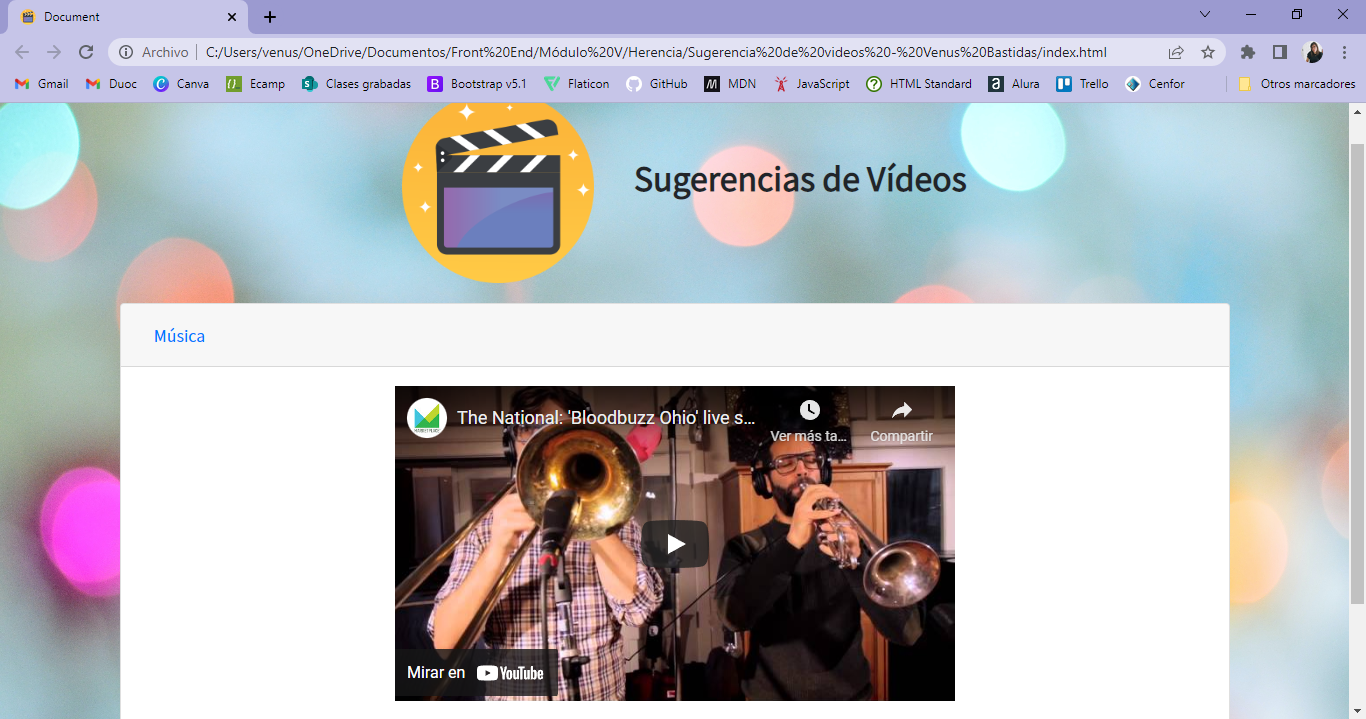 Document
Archivo C:/Users/venus/OneDrive/Documentos/Front%20End/Módulo%20V/Herencia/Sugerencia%20de%20videos%20-%20Venus%20Bastidas/index.html
Gmail Duoc Canva Ecamp Clases grabadas Bootstrap v5.1 Flaticon GitHub MDN JavaScript HTML Standard Alura Trello Cenfor Otros marcadores
Sugerencias de Vídeos
Música
The National: 'Bloodbuzz Ohio' live s...
Ver más ta... Compartir
Mirar en YouTube